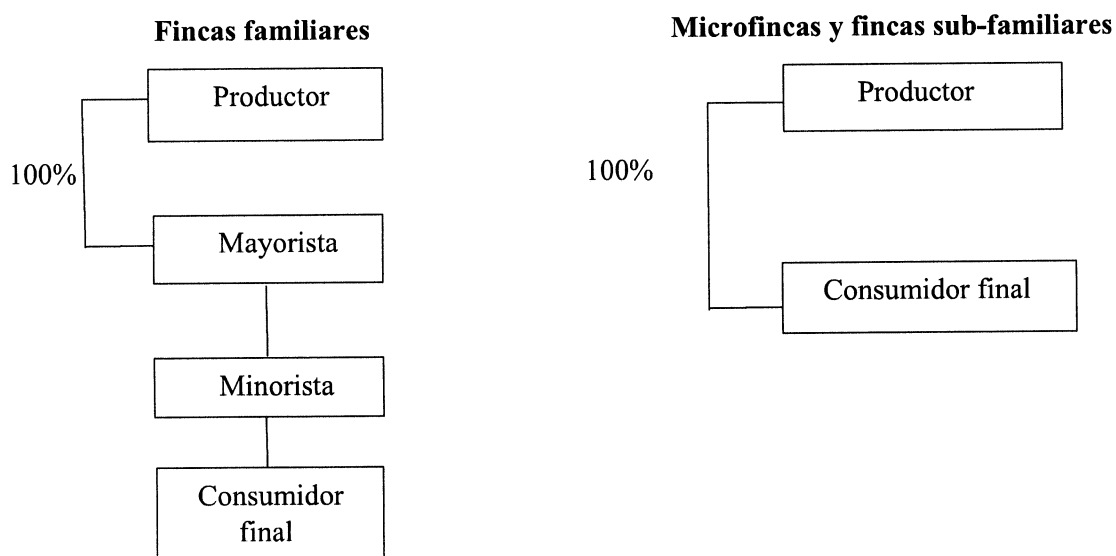 Fincas familiares
Productor
100%
Mayorista
Minorista
Consumidor
final
Microfincas y fincas sub-familiares
Productor
100%
Consumidor final